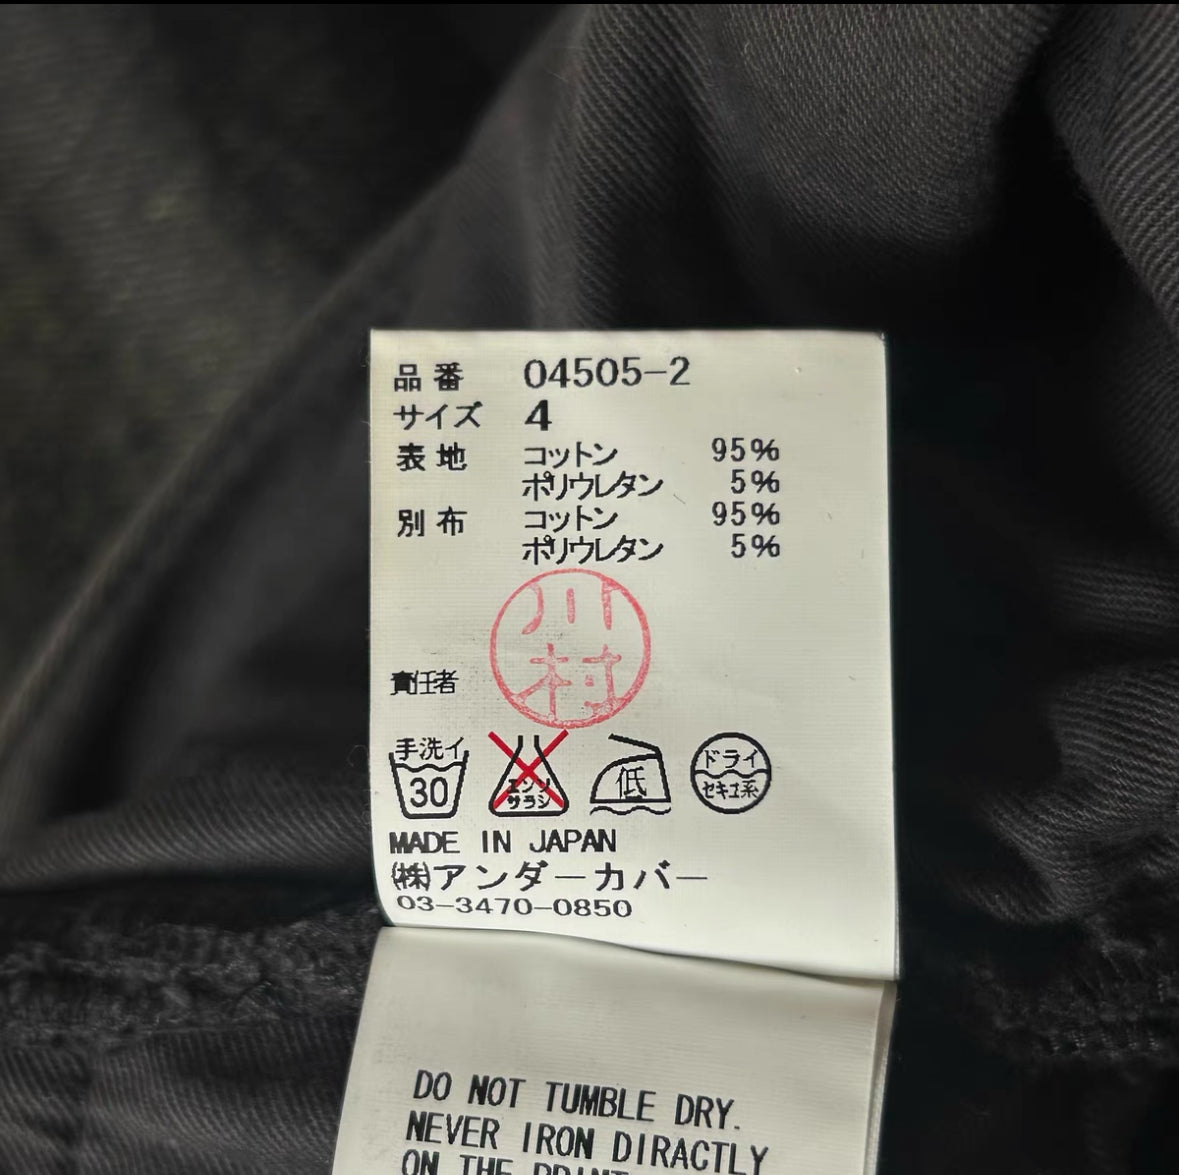 品番 04505-2
サイズ 4
表地 コットン 95%
ポリウレタン 5%
別布 コットン 95%
ポリウレタン 5%
川村
責任者
手洗イ 30
エンソサラシ
低
ドライ セキユ系
MADE IN JAPAN
(株)アンダーカバー
03-3470-0850
DO NOT TUMBLE DRY.
NEVER IRON DIRACTLY
ON THE PRINT